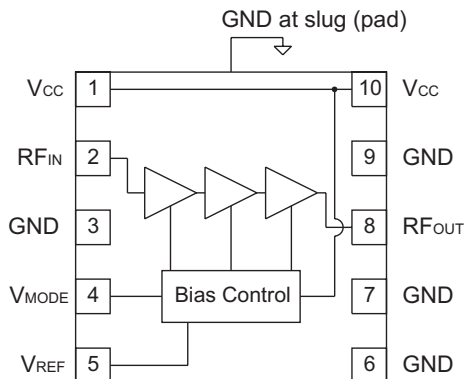 GND at slug (pad)
VCC 1 10 VCC
RFIN 2 9 GND
GND 3 8 RFOUT
VMODE 4 Bias Control 7 GND
VREF 5 6 GND